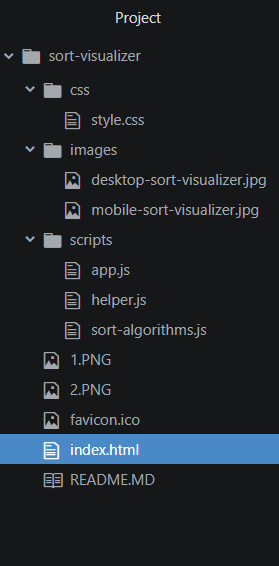 Project
sort-visualizer
css
style.css
images
desktop-sort-visualizer.jpg
mobile-sort-visualizer.jpg
scripts
app.js
helper.js
sort-algorithms.js
1.PNG
2.PNG
favicon.ico
index.html
README.MD